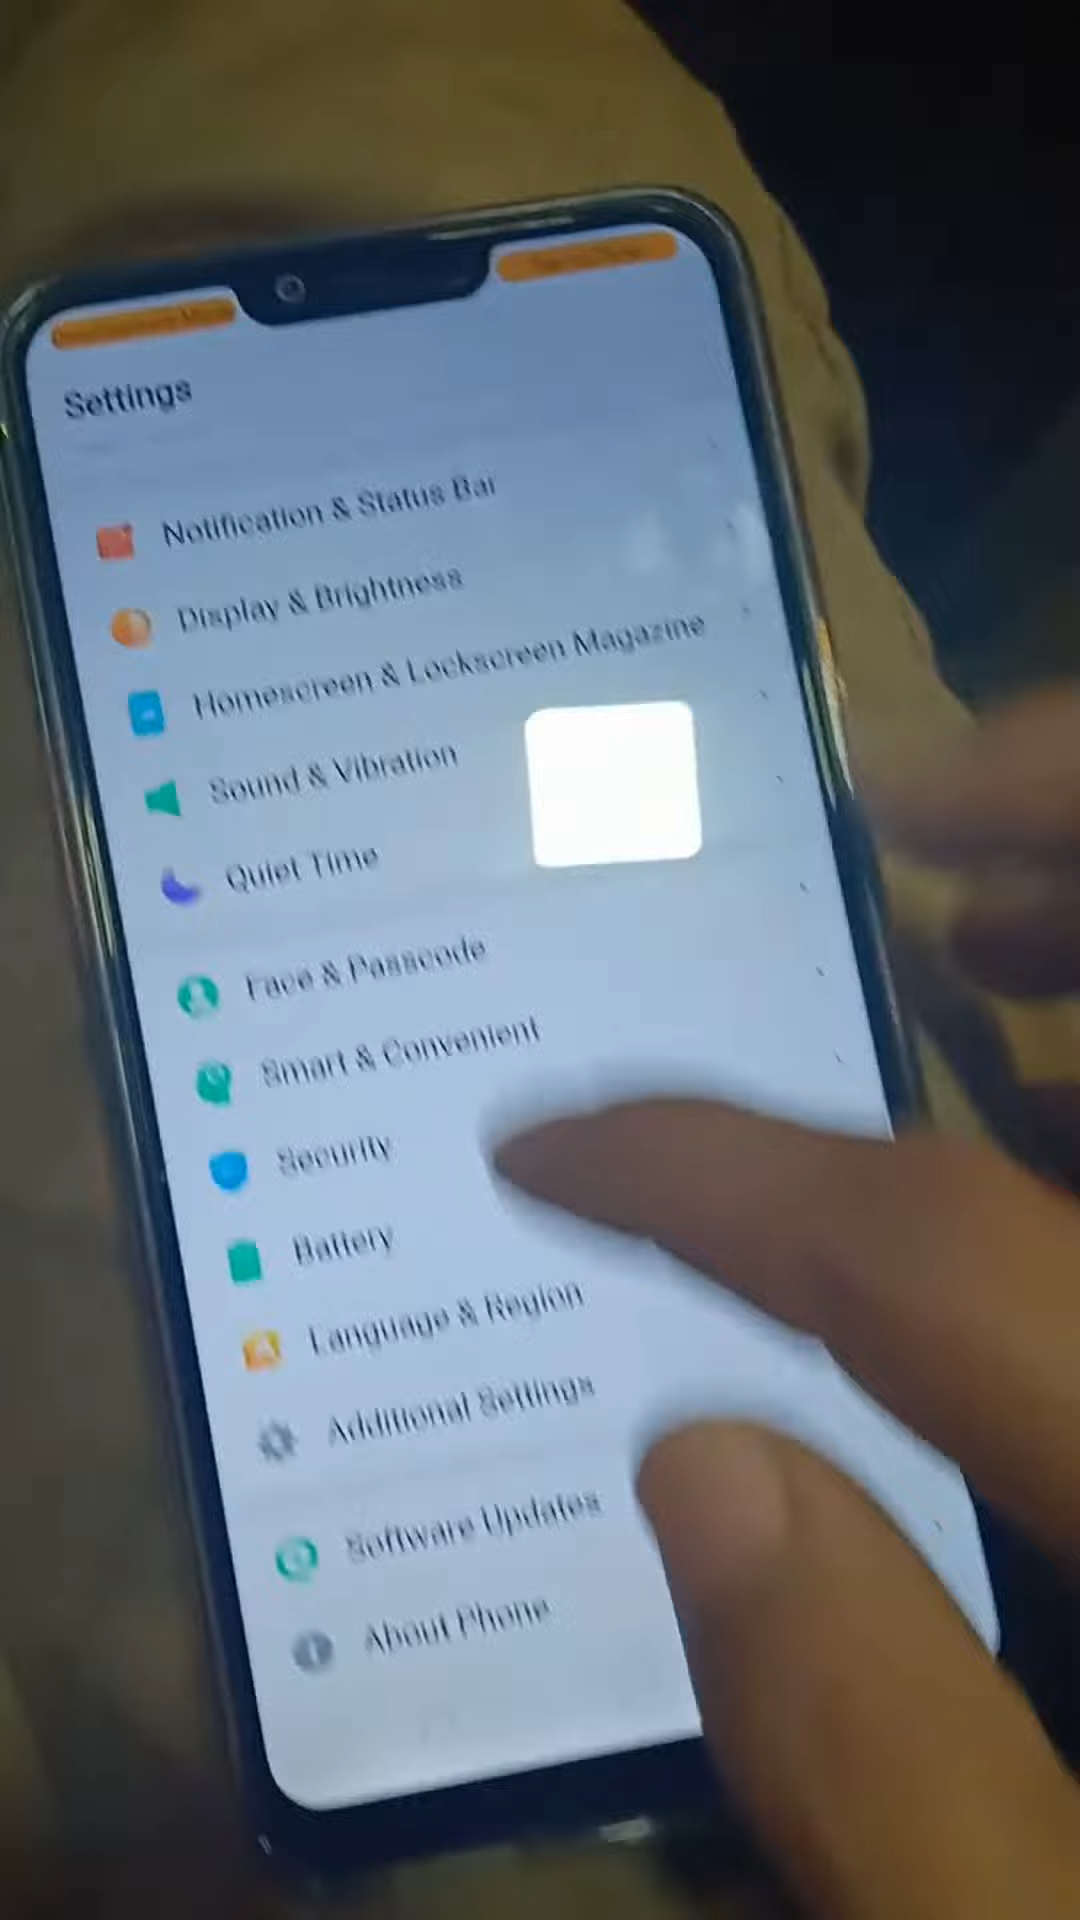 Settings
Notification & Status Bar
Display & Brightness
Homescreen & Lockscreen Magazine
Sound & Vibration
Quiet Time
Face & Passcode
Smart & Convenient
Security
Battery
Language & Region
Additional Settings
Software Updates
About Phone